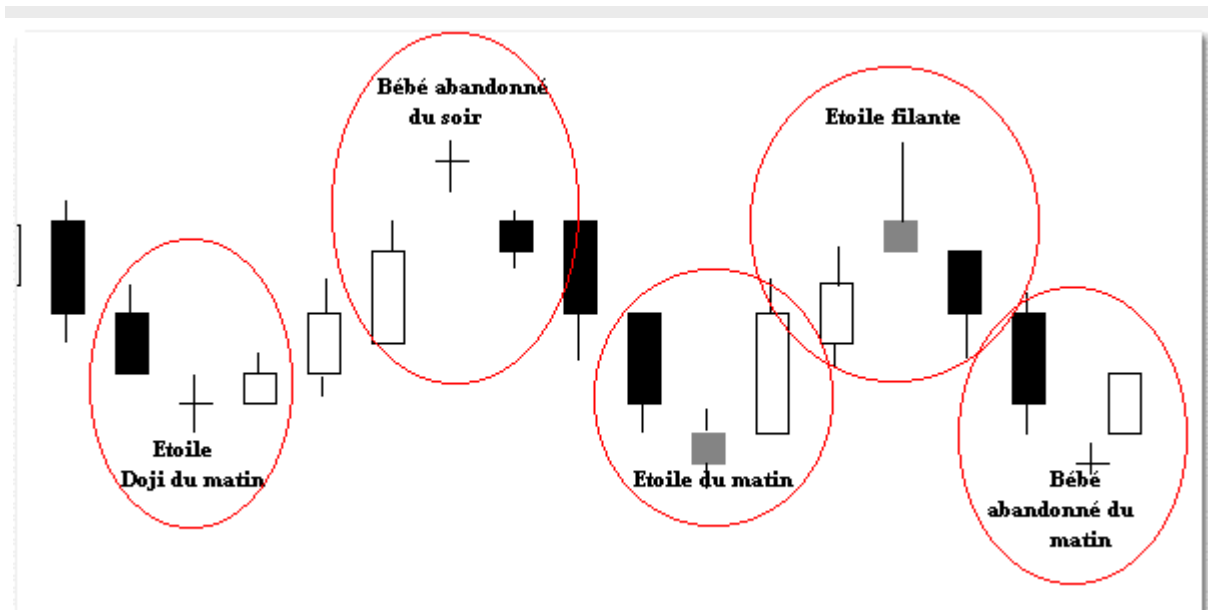 Bébé abandonné
du soir
Etoile filante
Etoile
Doji du matin
Etoile du matin
Bébé
abandonné du
matin